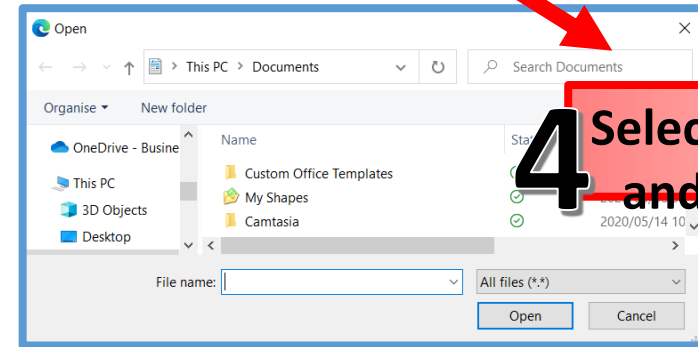 Open
This PC > Documents
Search Documents
Organise
New folder
Name
OneDrive - Busine
Custom Office Templates
This PC
My Shapes
3D Objects
Camtasia
2020/05/14 10
Desktop
4
and
File name:
All files (*.*)
Open
Cancel